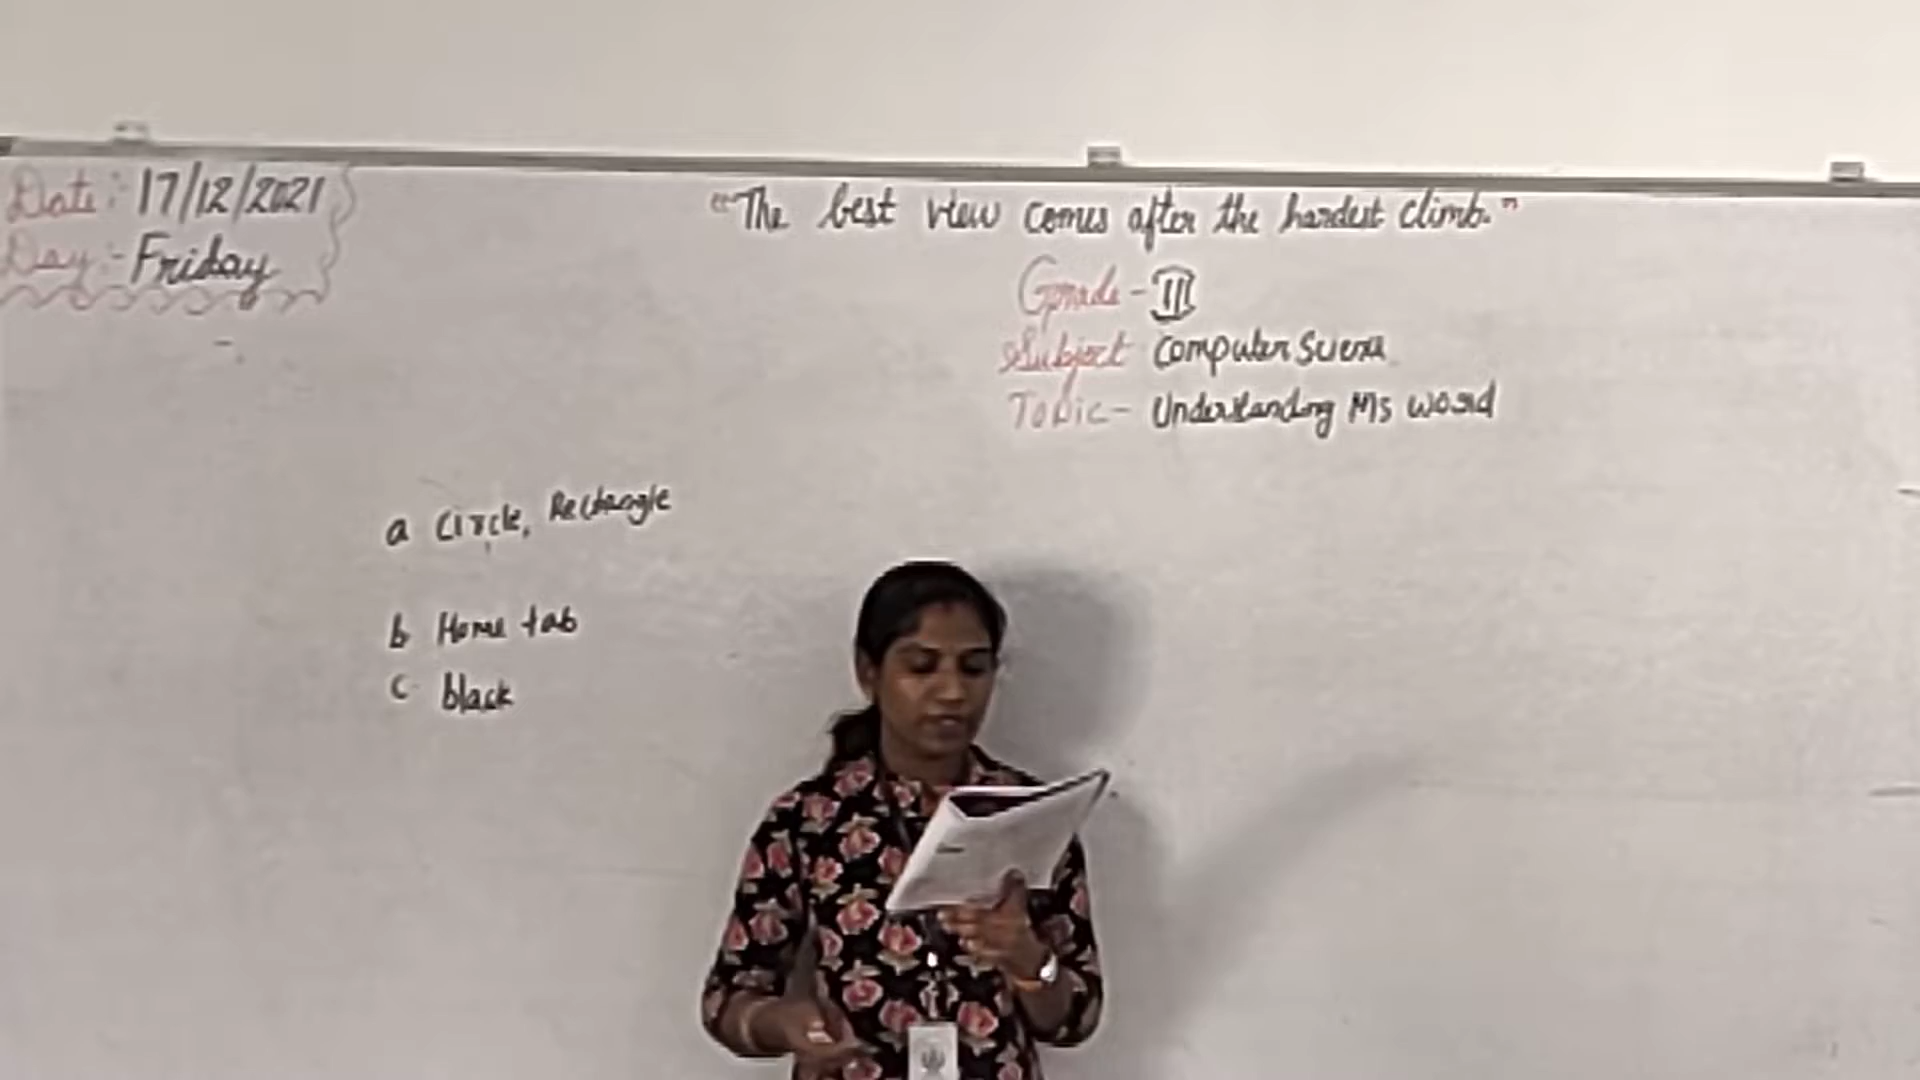 Date:- 17/12/2021
Day:- Friday
"The best view comes after the hardest climb."
Grade - III
Subject Computer Science
Topic - Understanding Ms word
a Circle, Rectangle
b Home tab
c black